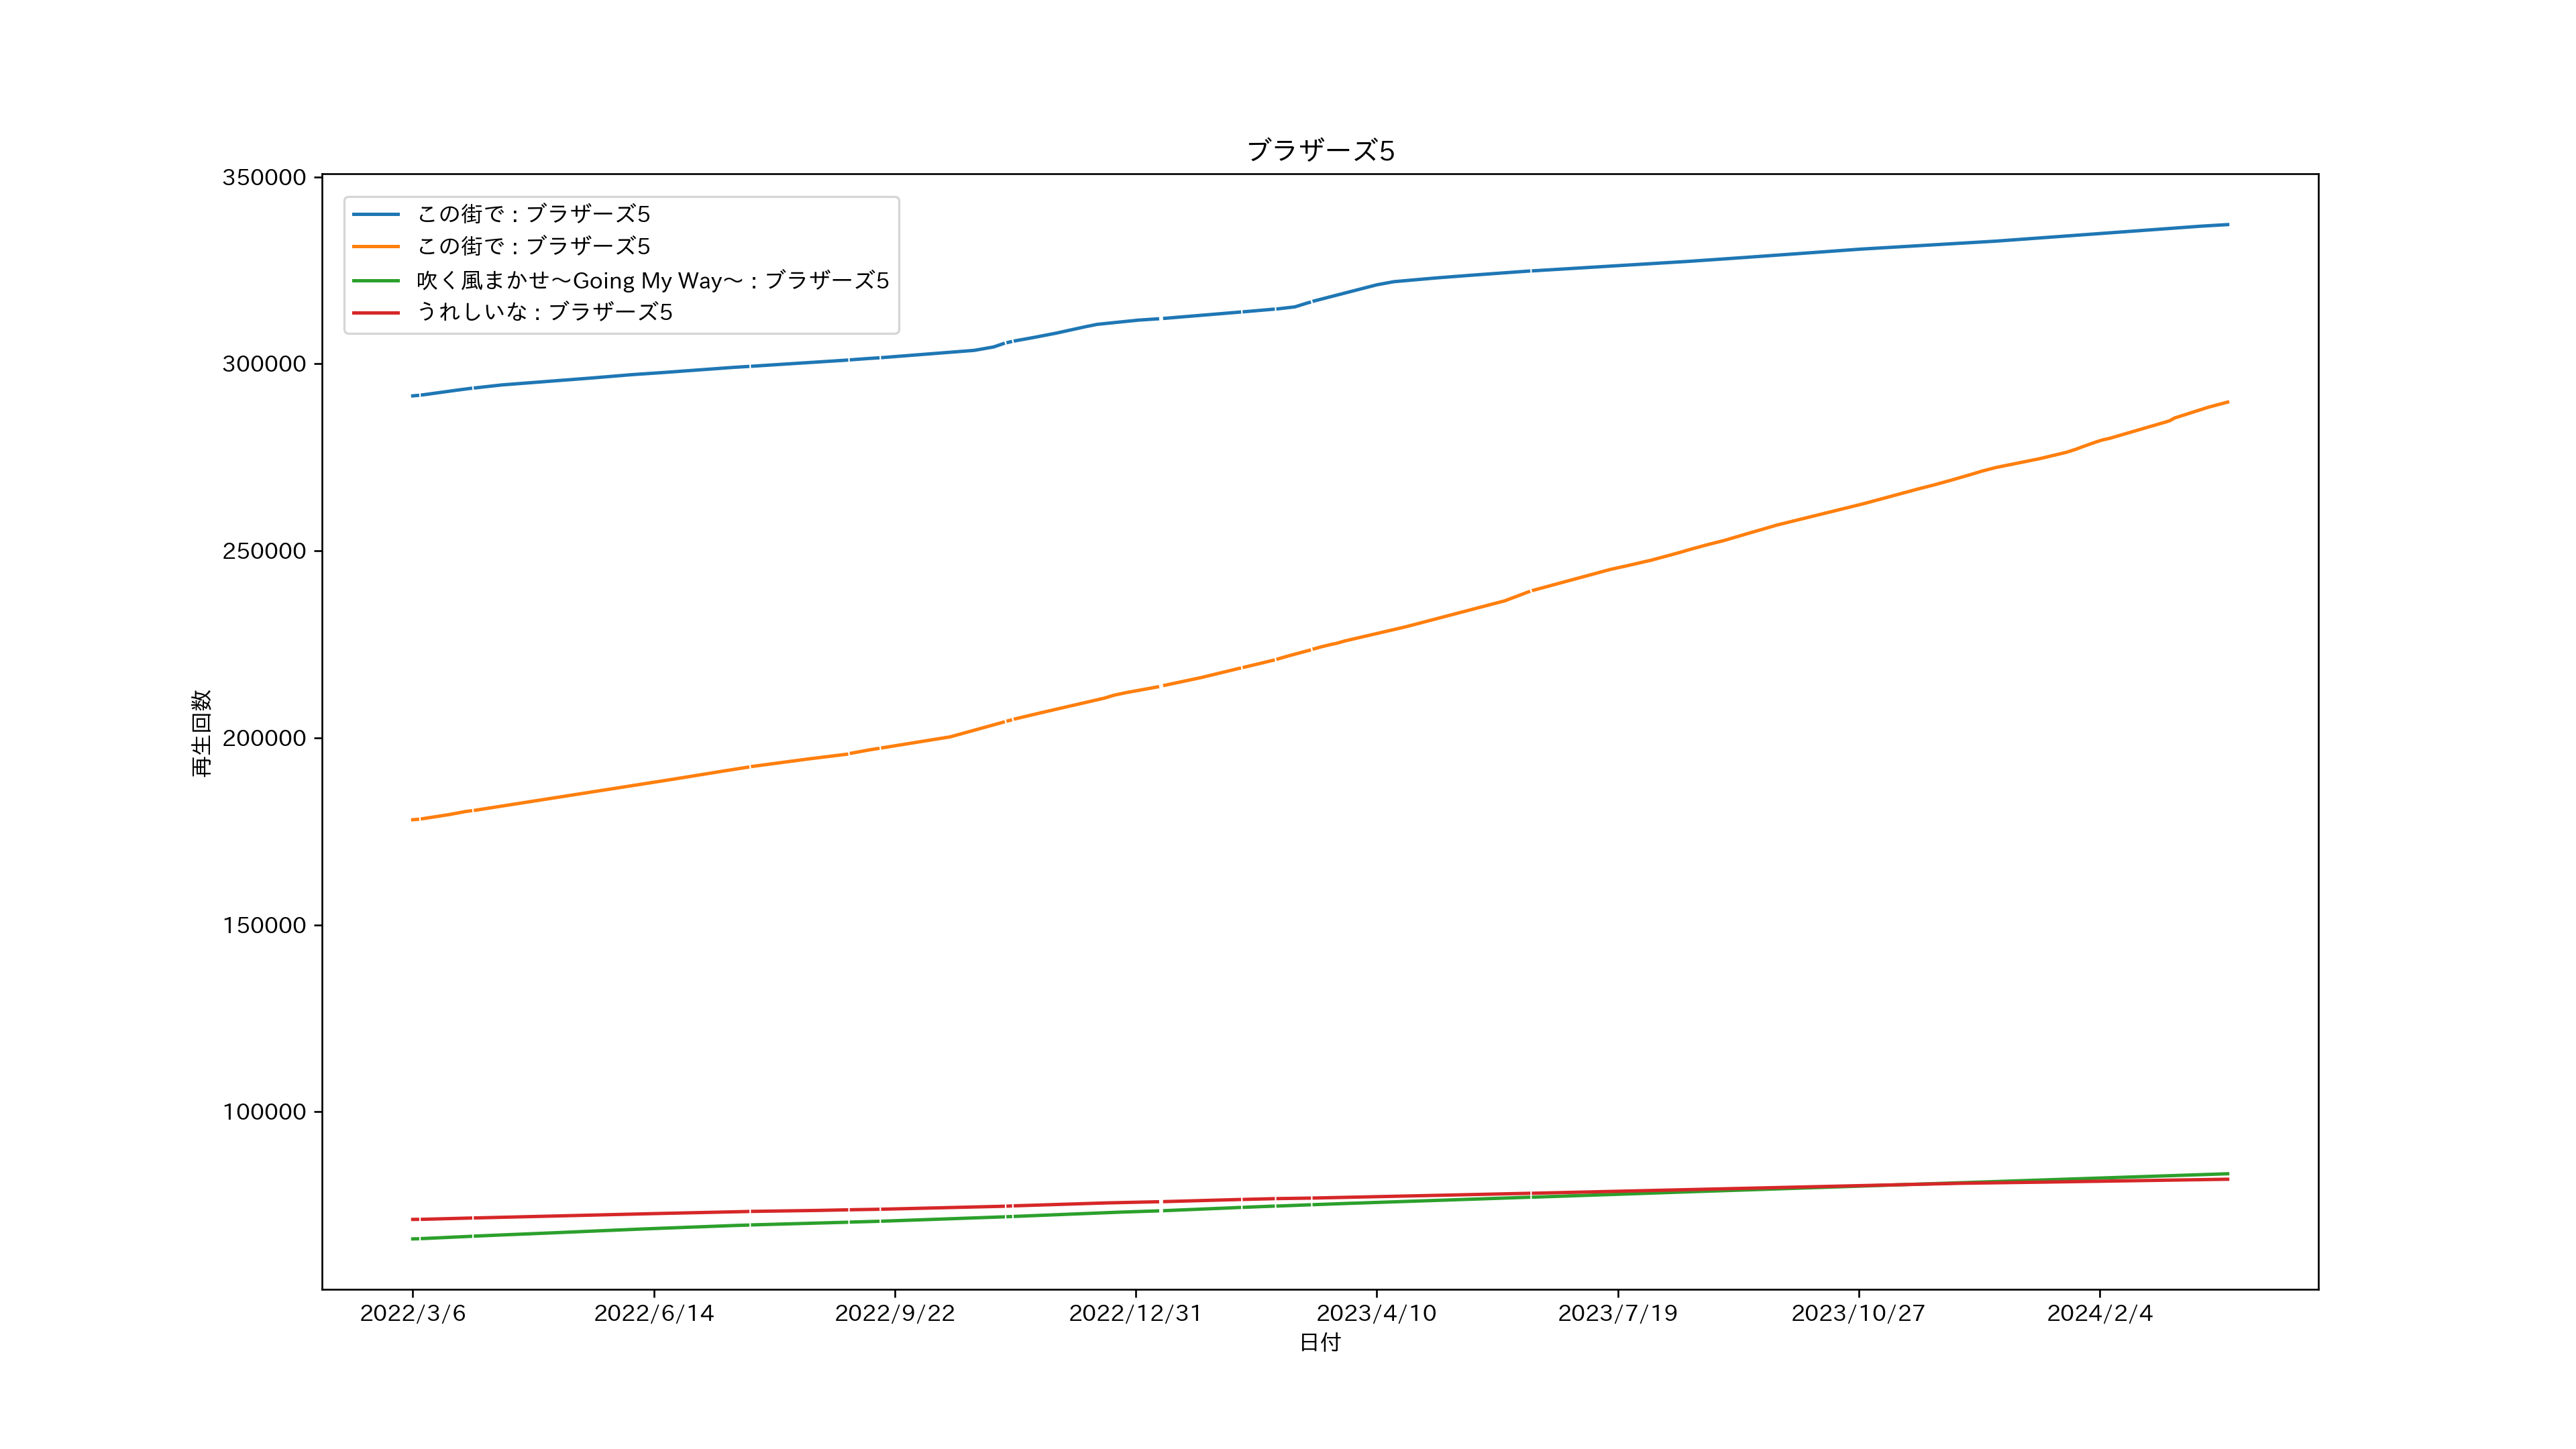 ブラザーズ5
350000
300000
250000
200000
150000
100000
再生回数
この街で : ブラザーズ5
この街で : ブラザーズ5
吹く風まかせ〜Going My Way〜 : ブラザーズ5
うれしいな : ブラザーズ5
2022/3/6 2022/6/14 2022/9/22 2022/12/31 2023/4/10 2023/7/19 2023/10/27 2024/2/4
日付